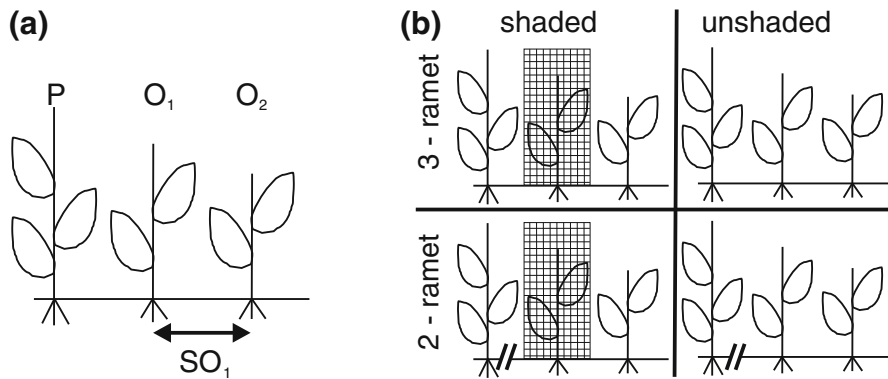 (a)
P O₁ O₂
SO₁
(b)
shaded unshaded
3 - ramet
2 - ramet